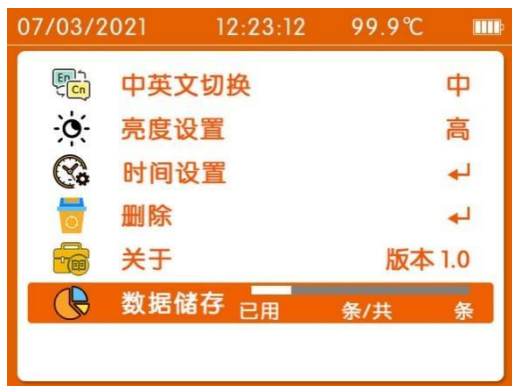 07/03/2021 12:23:12 99.9℃
En
Cn
中英文切换 中
亮度设置 高
时间设置
删除
关于 版本 1.0
数据储存 已用 条/共 条